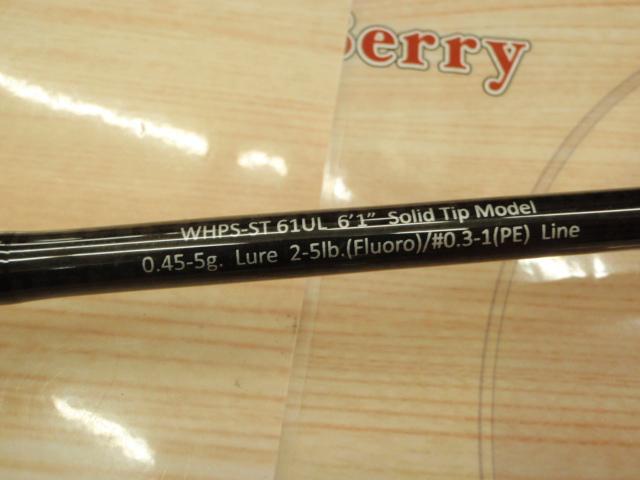 Berry
WHPS-ST 61UL 6'1" Solid Tip Model
0.45-5g. Lure 2-5lb.(Fluoro)/#0.3-1(PE) Line